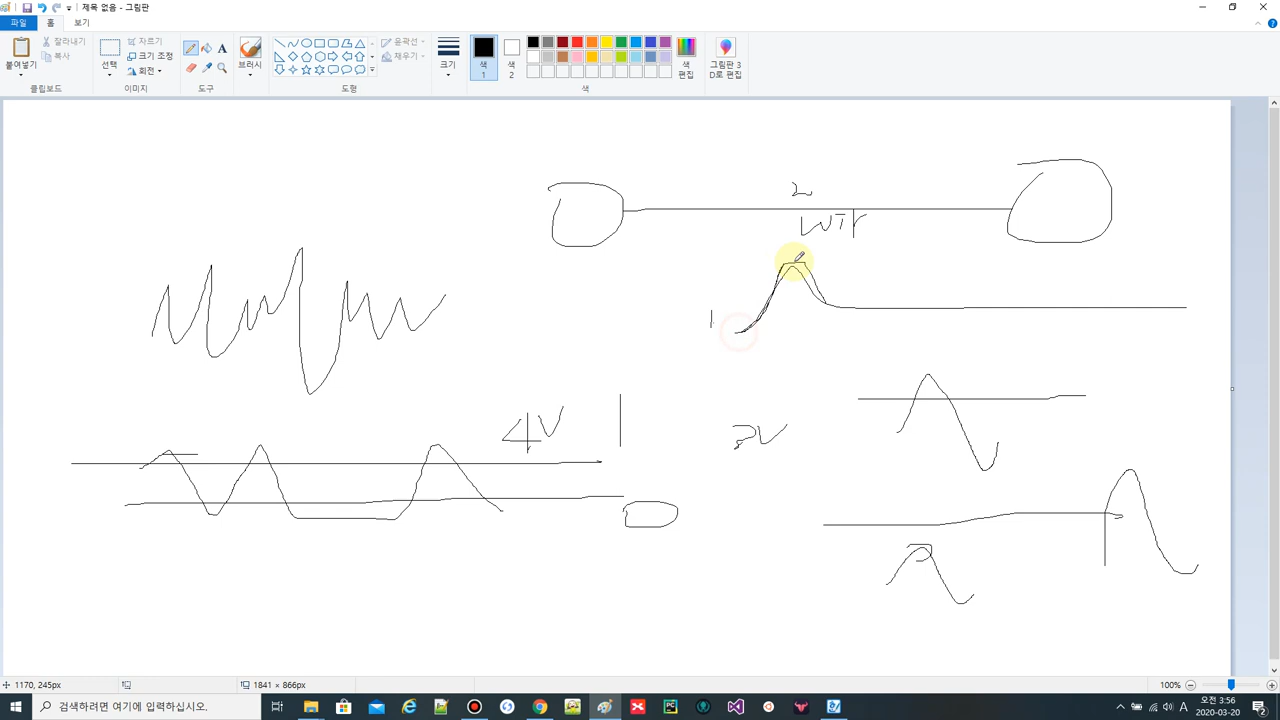 제목 없음 - 그림판
파일 홈 보기
붙여넣기 잘라내기 복사 클립보드
선택 자르기 크기 조정 회전 이미지
A 도구
브러시
윤곽선 채우기 도형
크기
색 1 색 2 색 편집 색
그림판 3D로 편집
2
WTP
1
4V
2V
0
1170, 245px
1841 × 866px
100%
검색하려면 여기에 입력하십시오.
A
오전 3:56
2020-03-20
2